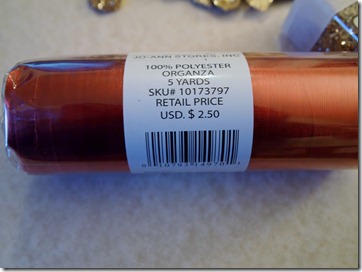 JO-ANN STORES, INC
100% POLYESTER
ORGANZA
5 YARDS
SKU# 10173797
RETAIL PRICE
USD. $ 2.50